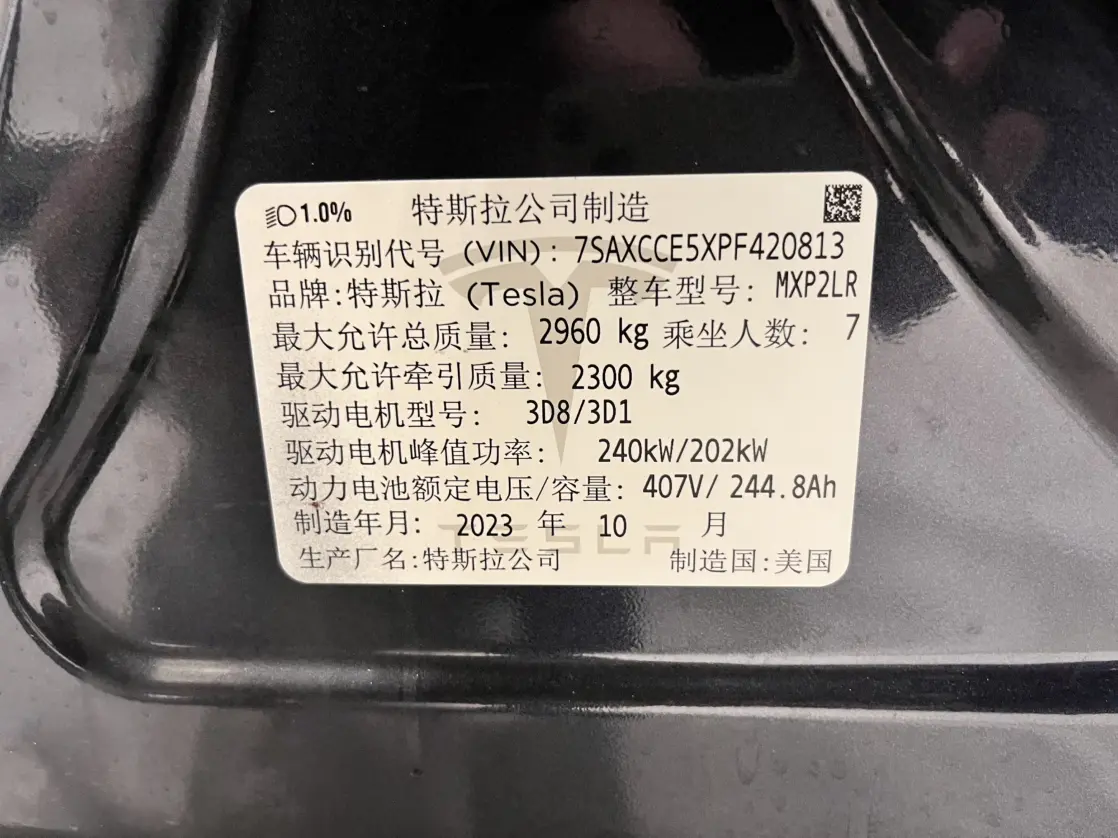 1.0% 特斯拉公司制造
车辆识别代号 (VIN): 7SAXCCE5XPF420813
品牌:特斯拉 (Tesla) 整车型号: MXP2LR
最大允许总质量: 2960 kg 乘坐人数: 7
最大允许牵引质量: 2300 kg
驱动电机型号: 3D8/3D1
驱动电机峰值功率: 240kW/202kW
动力电池额定电压/容量: 407V/ 244.8Ah
制造年月: 2023 年 10 月
TESLA
生产厂名:特斯拉公司 制造国:美国